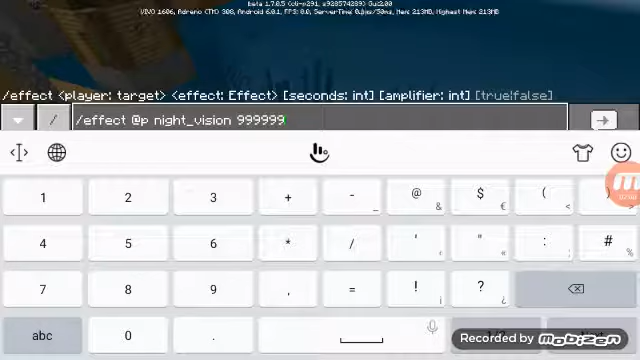 /effect <player: target> <effect: Effect> [seconds: int] [amplifier: int] [true|false]
/ /effect @p night_vision 999999
1 2 3 + - _ @ & $ € ( < ) >
4 5 6 * / ' " : ; # %
7 8 9 , = ! ¡ ? ¿
abc 0 .
Recorded by MOBIZEN